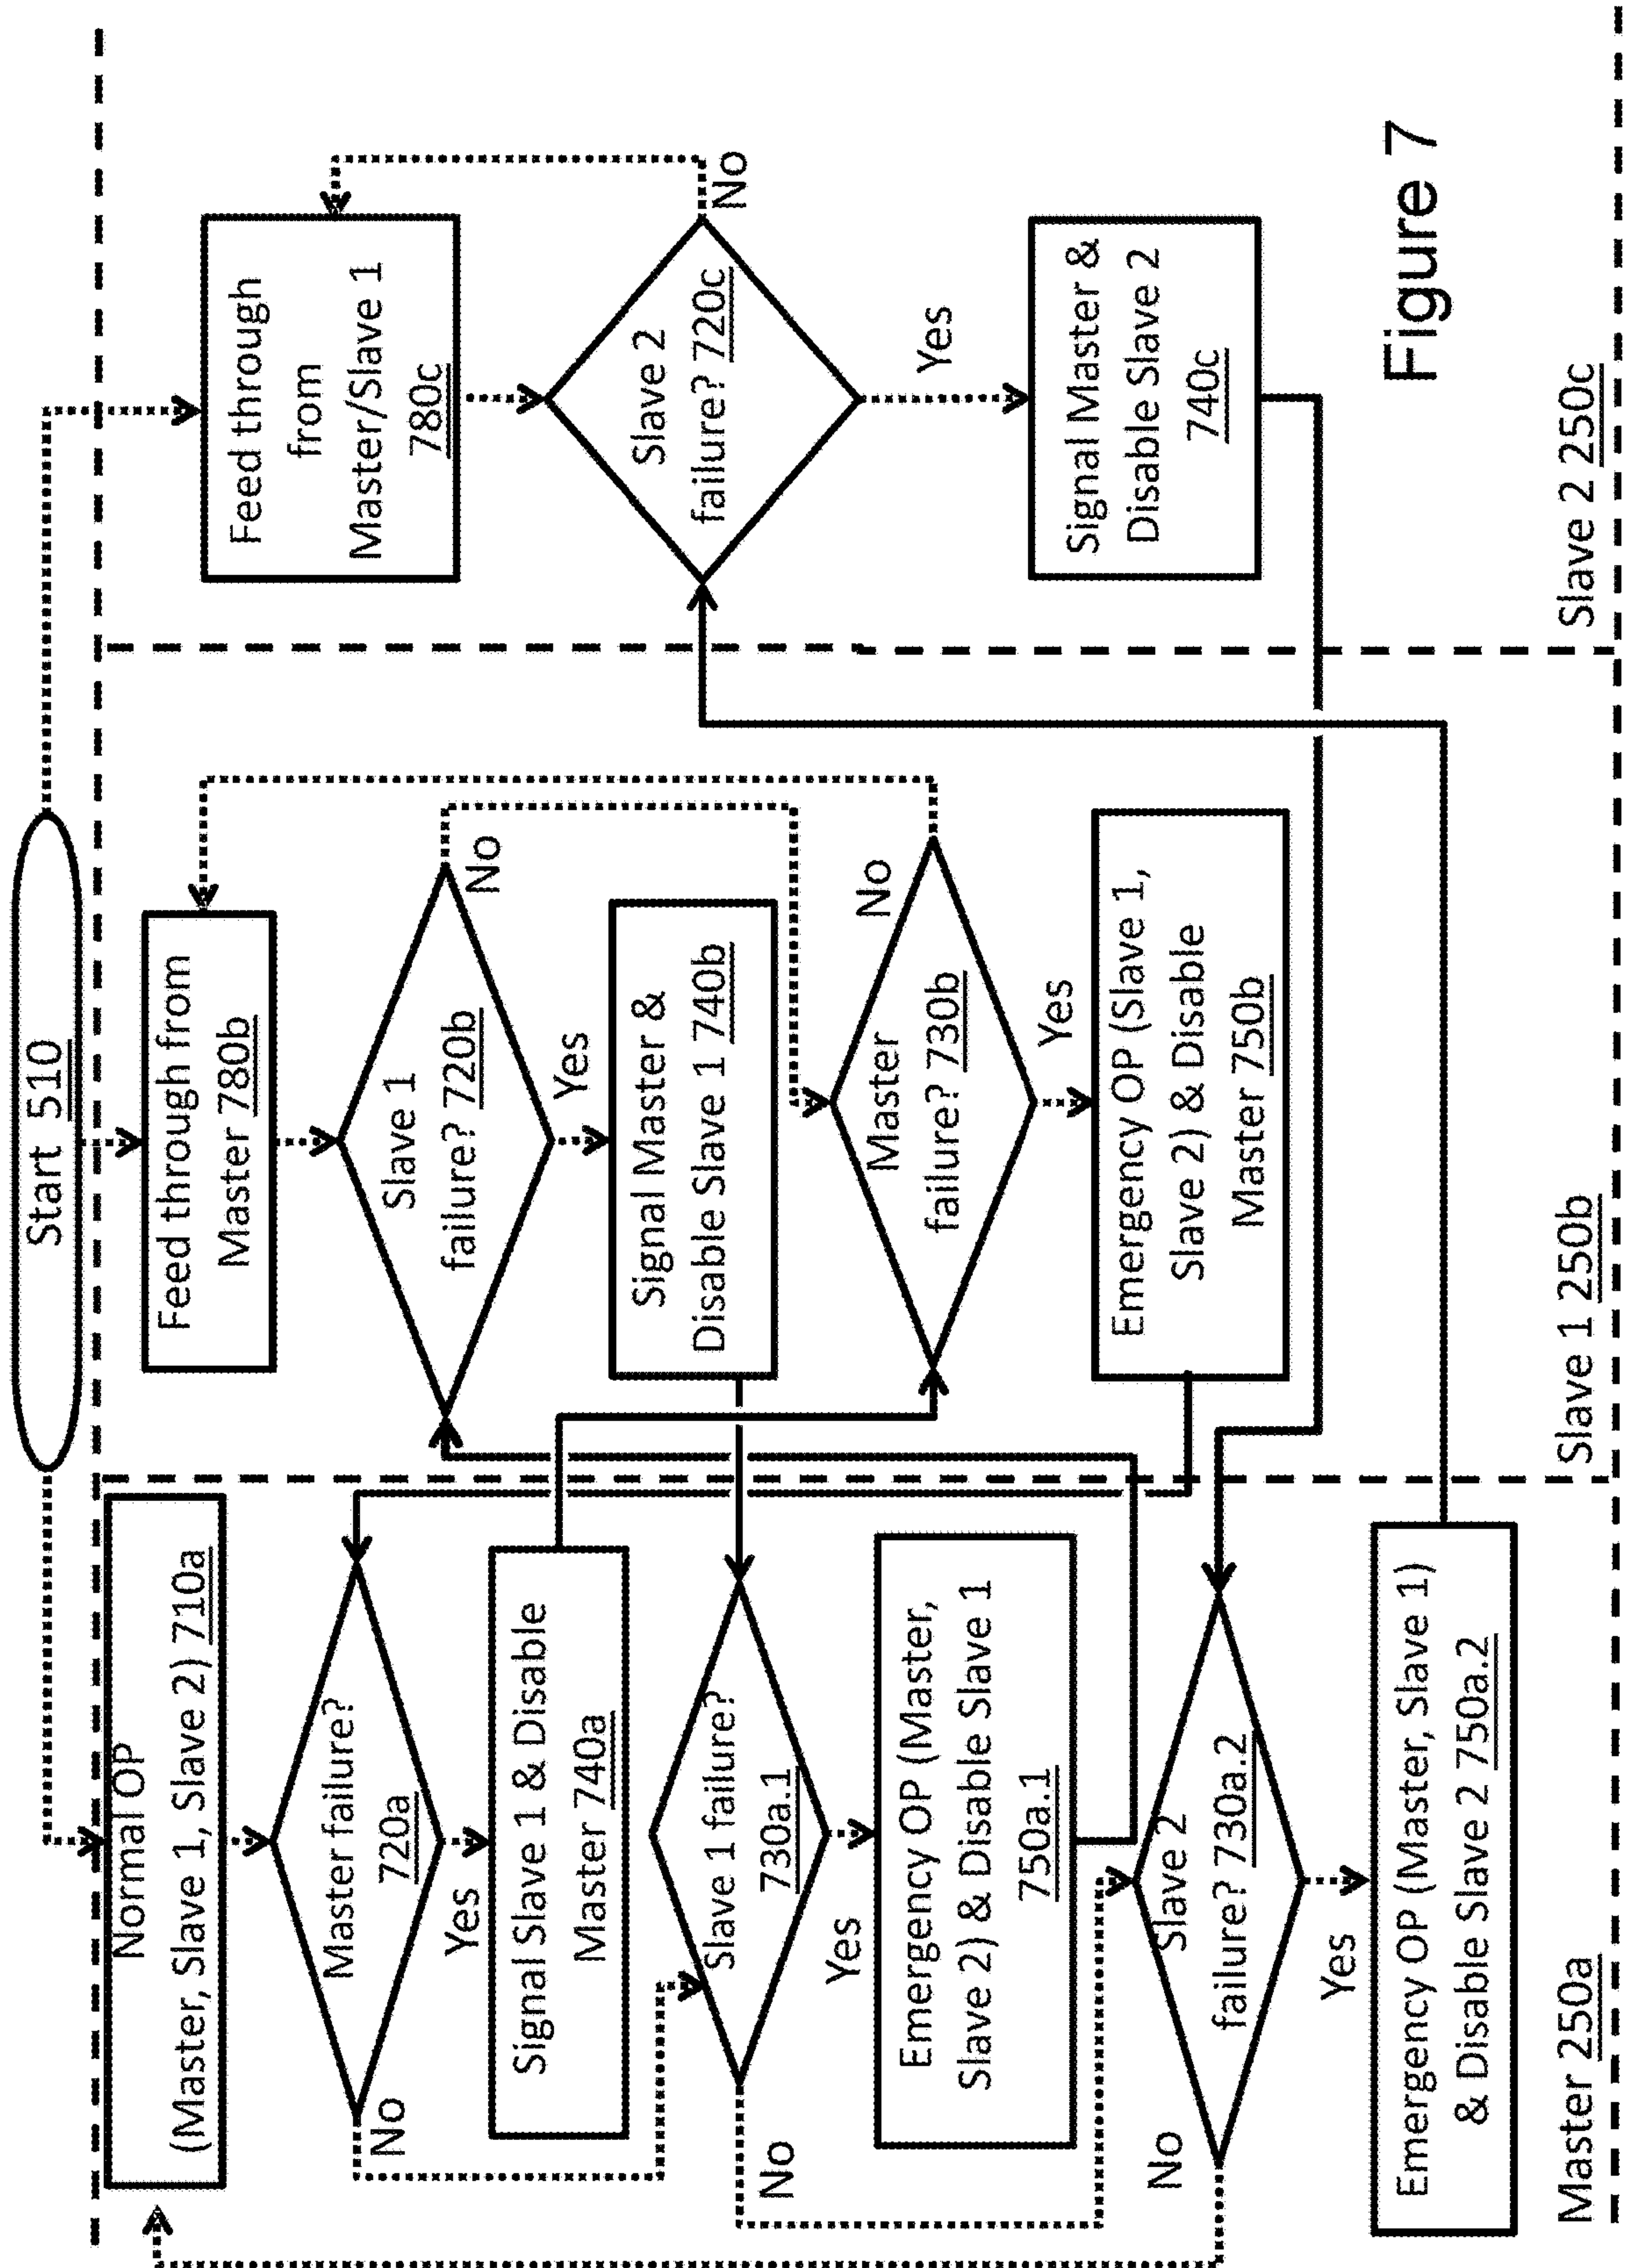 Start 510
Normal OP
(Master, Slave 1, Slave 2) 710a
Master failure?
720a
No
Yes
Signal Slave 1 & Disable
Master 740a
Slave 1 failure?
730a.1
No
Yes
Emergency OP (Master,
Slave 2) & Disable Slave 1
750a.1
Slave 2
failure? 730a.2
No
Yes
Emergency OP (Master, Slave 1)
& Disable Slave 2 750a.2
Master 250a
Feed through from
Master 780b
Slave 1
failure? 720b
No
Yes
Signal Master &
Disable Slave 1 740b
Master
failure? 730b
No
Yes
Emergency OP (Slave 1,
Slave 2) & Disable
Master 750b
Slave 1 250b
Feed through
from
Master/Slave 1
780c
Slave 2
failure? 720c
No
Yes
Signal Master &
Disable Slave 2
740c
Slave 2 250c
Figure 7